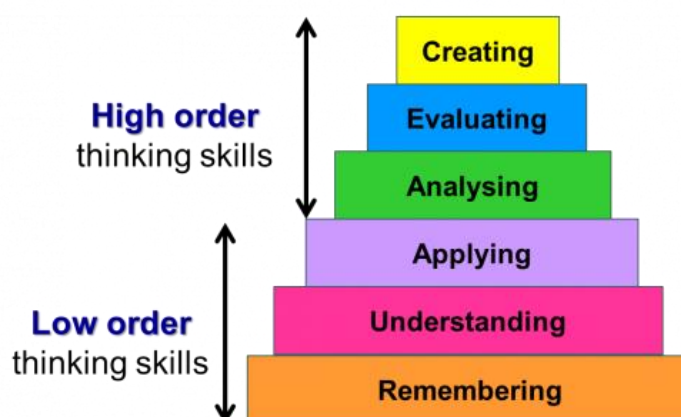 Creating
Evaluating
High order
thinking skills
Analysing
Applying
Low order
thinking skills
Understanding
Remembering